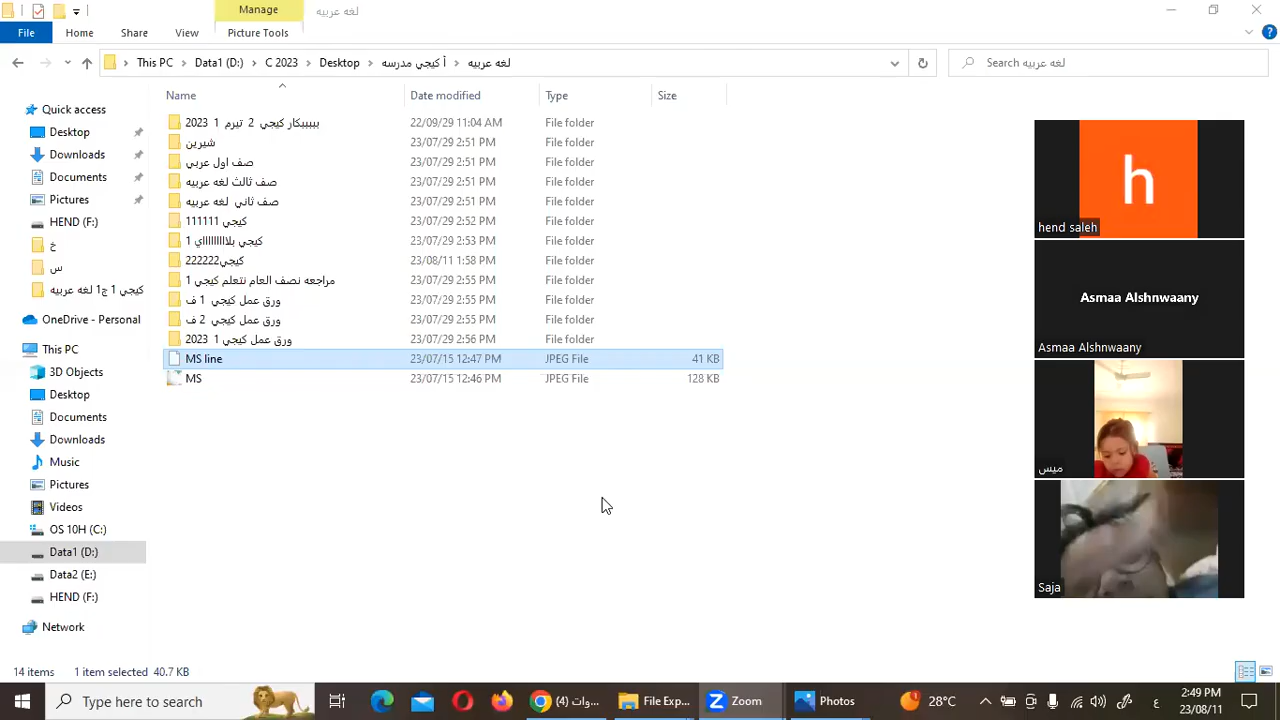 Manage
لغه عربيه
File
Home
Share
View
Picture Tools
This PC
Data1 (D:)
C 2023
Desktop
أ كيجي مدرسه
لغه عربيه
Search لغه عربيه
Name
Date modified
Type
Size
Quick access
Desktop
Downloads
Documents
Pictures
HEND (F:)
خ
س
كيجي 1 ج1 لغه عربيه
OneDrive - Personal
This PC
3D Objects
Desktop
Documents
Downloads
Music
Pictures
Videos
OS 10H (C:)
Data1 (D:)
Data2 (E:)
HEND (F:)
Network
بببببكار كيجي 2 تيرم 1 2023 22/09/29 11:04 AM File folder
شيرين 23/07/29 2:51 PM File folder
صف اول عربي 23/07/29 2:51 PM File folder
صف ثالث لغه عربيه 23/07/29 2:51 PM File folder
صف ثاني لغه عربيه 23/07/29 2:51 PM File folder
كيجي 111111 23/07/29 2:52 PM File folder
كيجي بلاااااااااي 1 23/07/29 2:53 PM File folder
كيجي222222 23/08/11 1:58 PM File folder
مراجعه نصف العام نتعلم كيجي 1 23/07/29 2:55 PM File folder
ورق عمل كيجي 1 ف 23/07/29 2:55 PM File folder
ورق عمل كيجي 2 ف 23/07/29 2:55 PM File folder
ورق عمل كيجي 1 2023 23/07/29 2:56 PM File folder
MS line 23/07/15 12:47 PM JPEG File 41 KB
MS 23/07/15 12:46 PM JPEG File 128 KB
h
hend saleh
Asmaa Alshnwaany
Asmaa Alshnwaany
ميس
Saja
14 items 1 item selected 40.7 KB
Type here to search
(4) وات...
File Exp...
Zoom
Photos
28°C
ع
2:49 PM
23/08/11